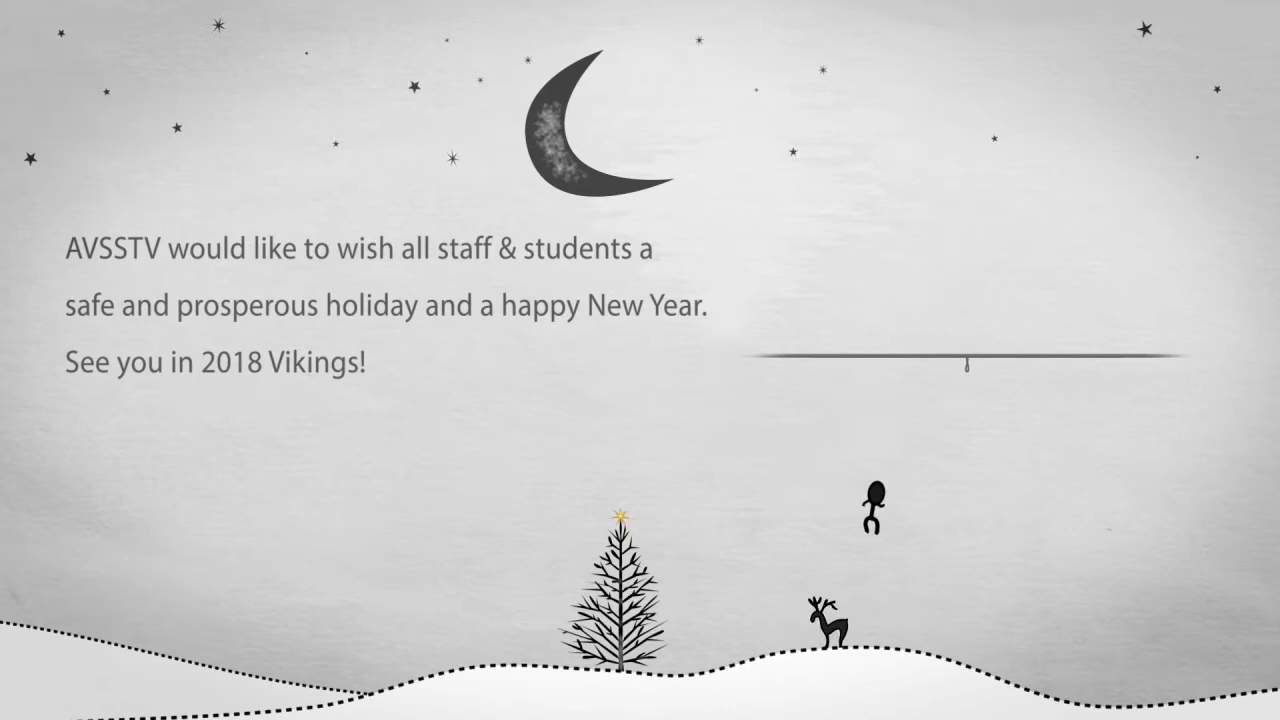 AVSSTV would like to wish all staff & students a
safe and prosperous holiday and a happy New Year.
See you in 2018 Vikings!